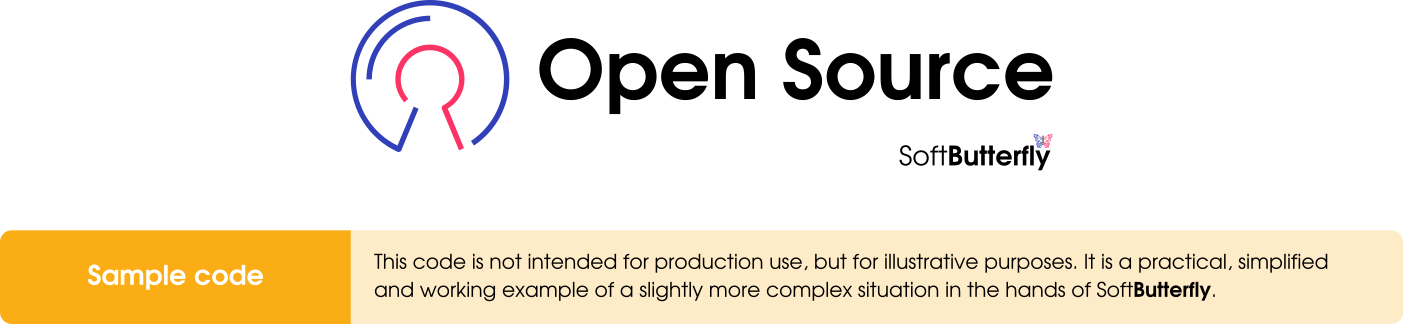 Open Source
SoftButterfly
Sample code
This code is not intended for production use, but for illustrative purposes. It is a practical, simplified
and working example of a slightly more complex situation in the hands of SoftButterfly.